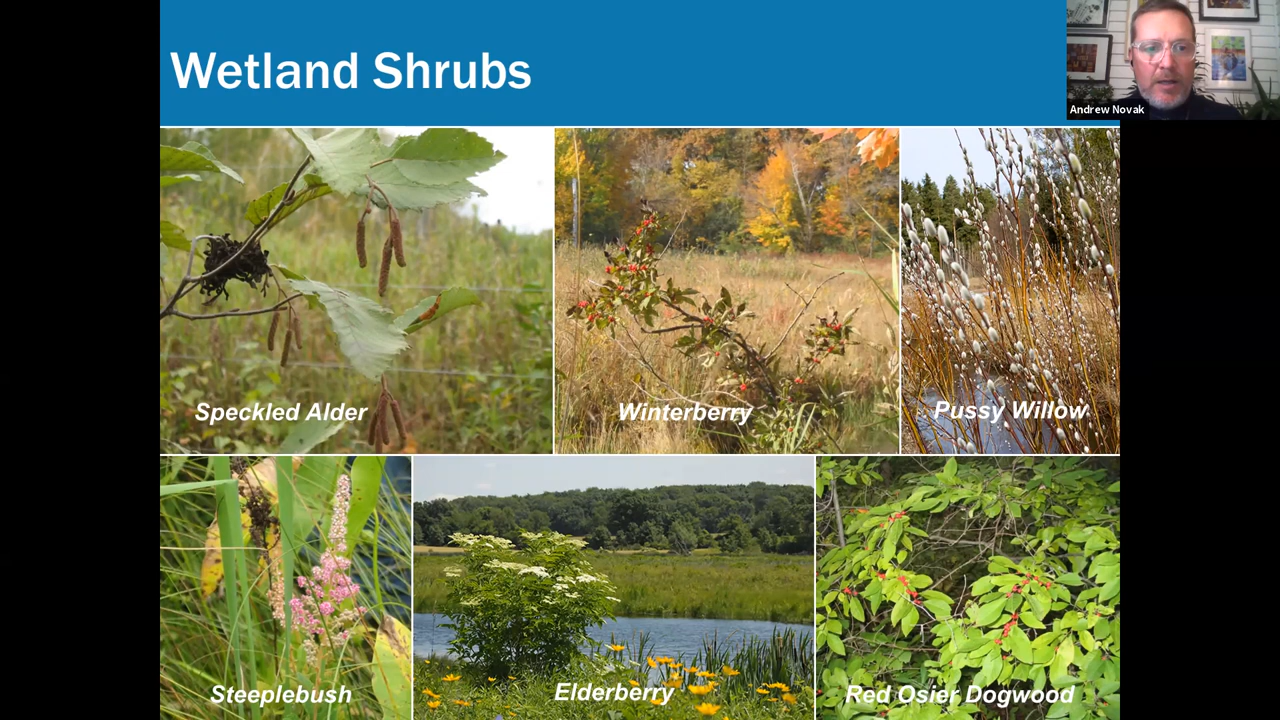 Wetland Shrubs
Andrew Novak
Speckled Alder
Winterberry
Pussy Willow
Steeplebush
Elderberry
Red Osier Dogwood